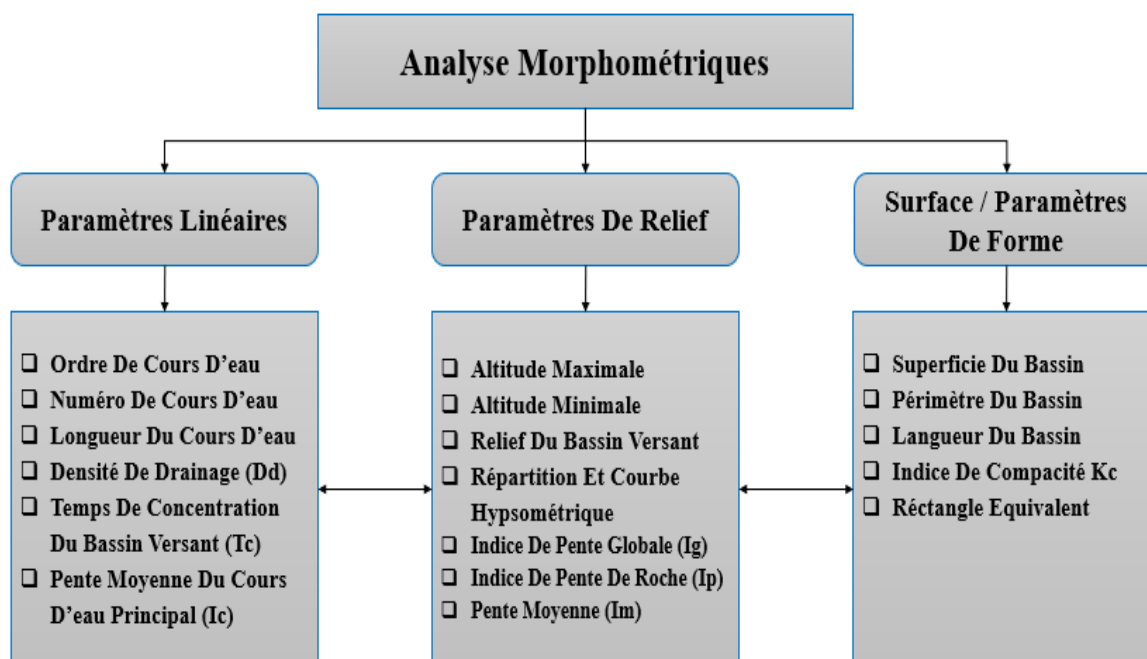 Analyse Morphométriques
Paramètres Linéaires
Paramètres De Relief
Surface / Paramètres
De Forme
Ordre De Cours D’eau
Numéro De Cours D’eau
Longueur Du Cours D’eau
Densité De Drainage (Dd)
Temps De Concentration
Du Bassin Versant (Tc)
Pente Moyenne Du Cours
D’eau Principal (Ic)
Altitude Maximale
Altitude Minimale
Relief Du Bassin Versant
Répartition Et Courbe
Hypsométrique
Indice De Pente Globale (Ig)
Indice De Pente De Roche (Ip)
Pente Moyenne (Im)
Superficie Du Bassin
Périmètre Du Bassin
Langueur Du Bassin
Indice De Compacité Kc
Réctangle Equivalent